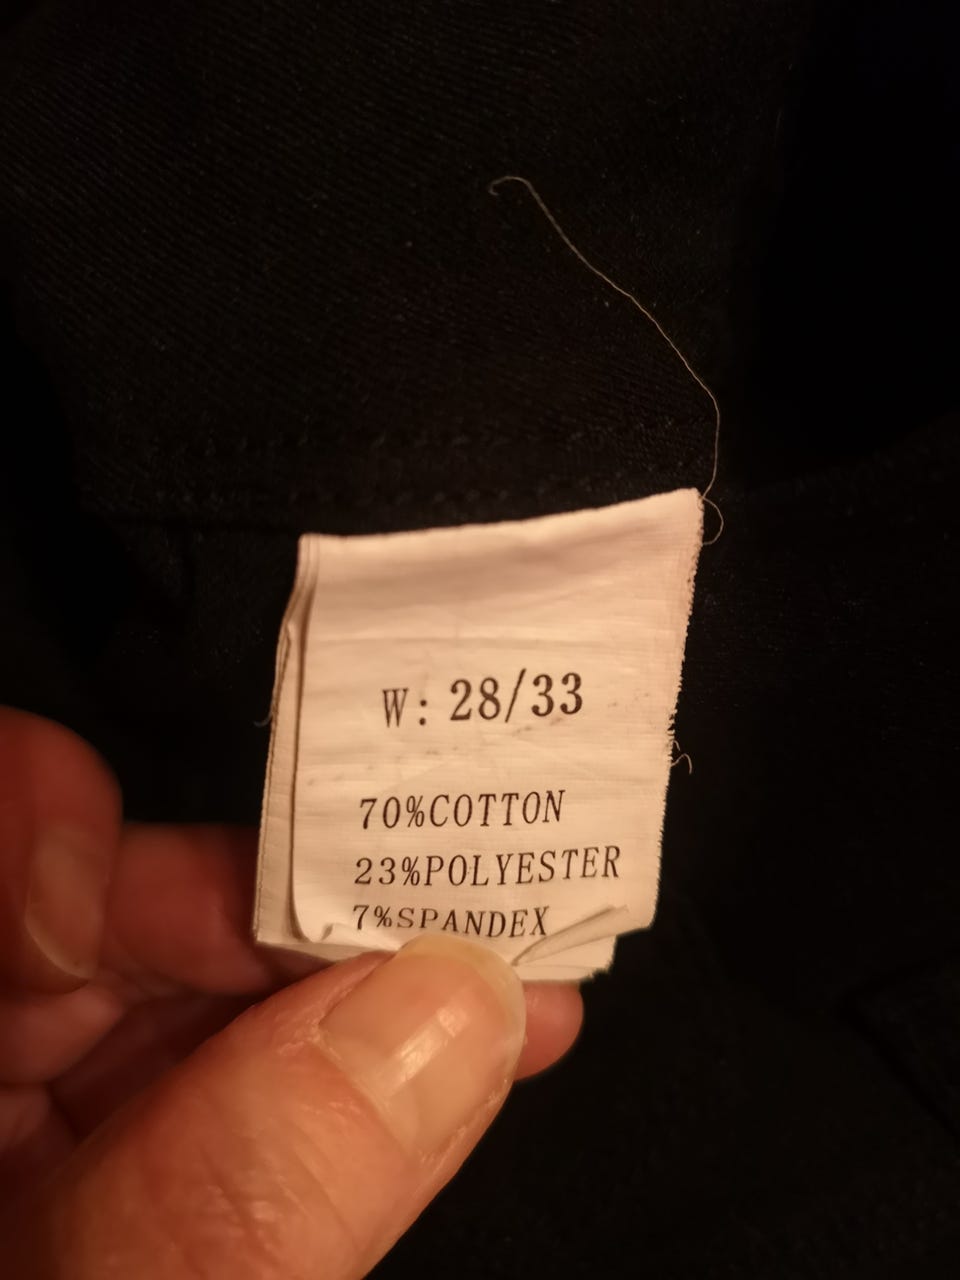 W: 28/33
70%COTTON
23%POLYESTER
7%SPANDEX